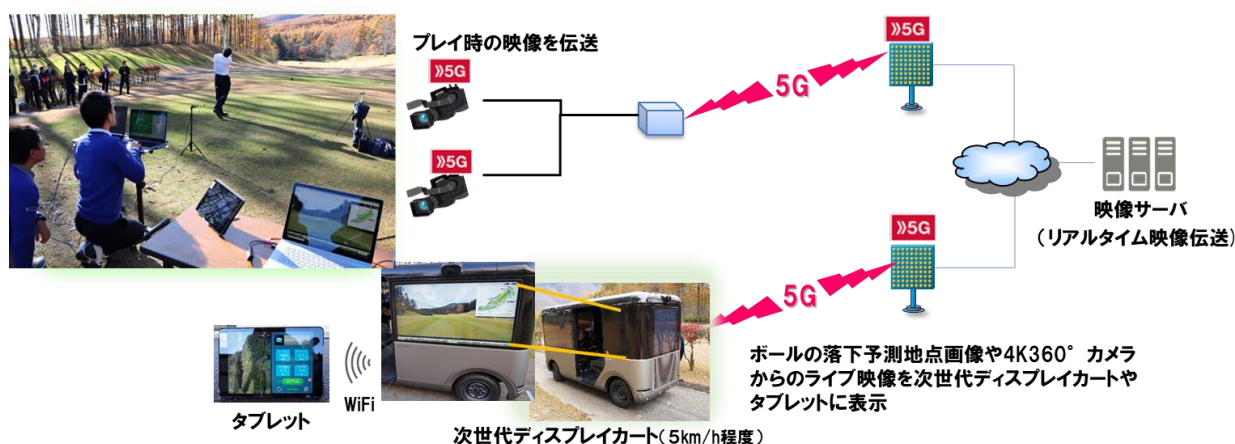 プレイ時の映像を伝送
》5G
》5G
5G
》5G
映像サーバ
(リアルタイム映像伝送)
》5G
5G
ボールの落下予測地点画像や4K360°カメラ
からのライブ映像を次世代ディスプレイカートや
タブレットに表示
WiFi
タブレット
次世代ディスプレイカート(5km/h程度)